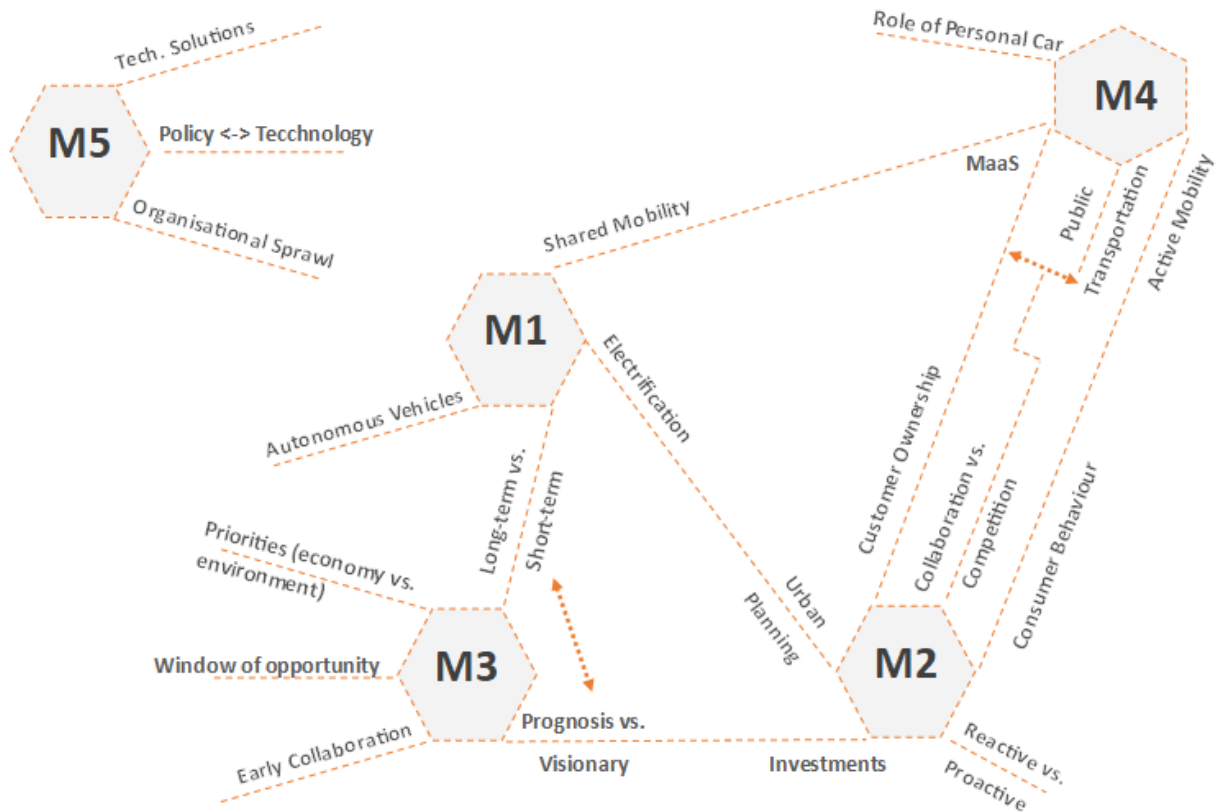 Tech. Solutions
M5
Policy <-> Tecchnology
Organisational Sprawl
Role of Personal Car
M4
MaaS
Public
Transportation
Active Mobility
Shared Mobility
M1
Electrification
Autonomous Vehicles
Long-term vs.
Short-term
Customer Ownership
Collaboration vs.
Competition
Consumer Behaviour
Priorities (economy vs.
environment)
Window of opportunity
M3
Early Collaboration
Prognosis vs.
Visionary
Urban
Planning
M2
Investments
Reactive vs.
Proactive